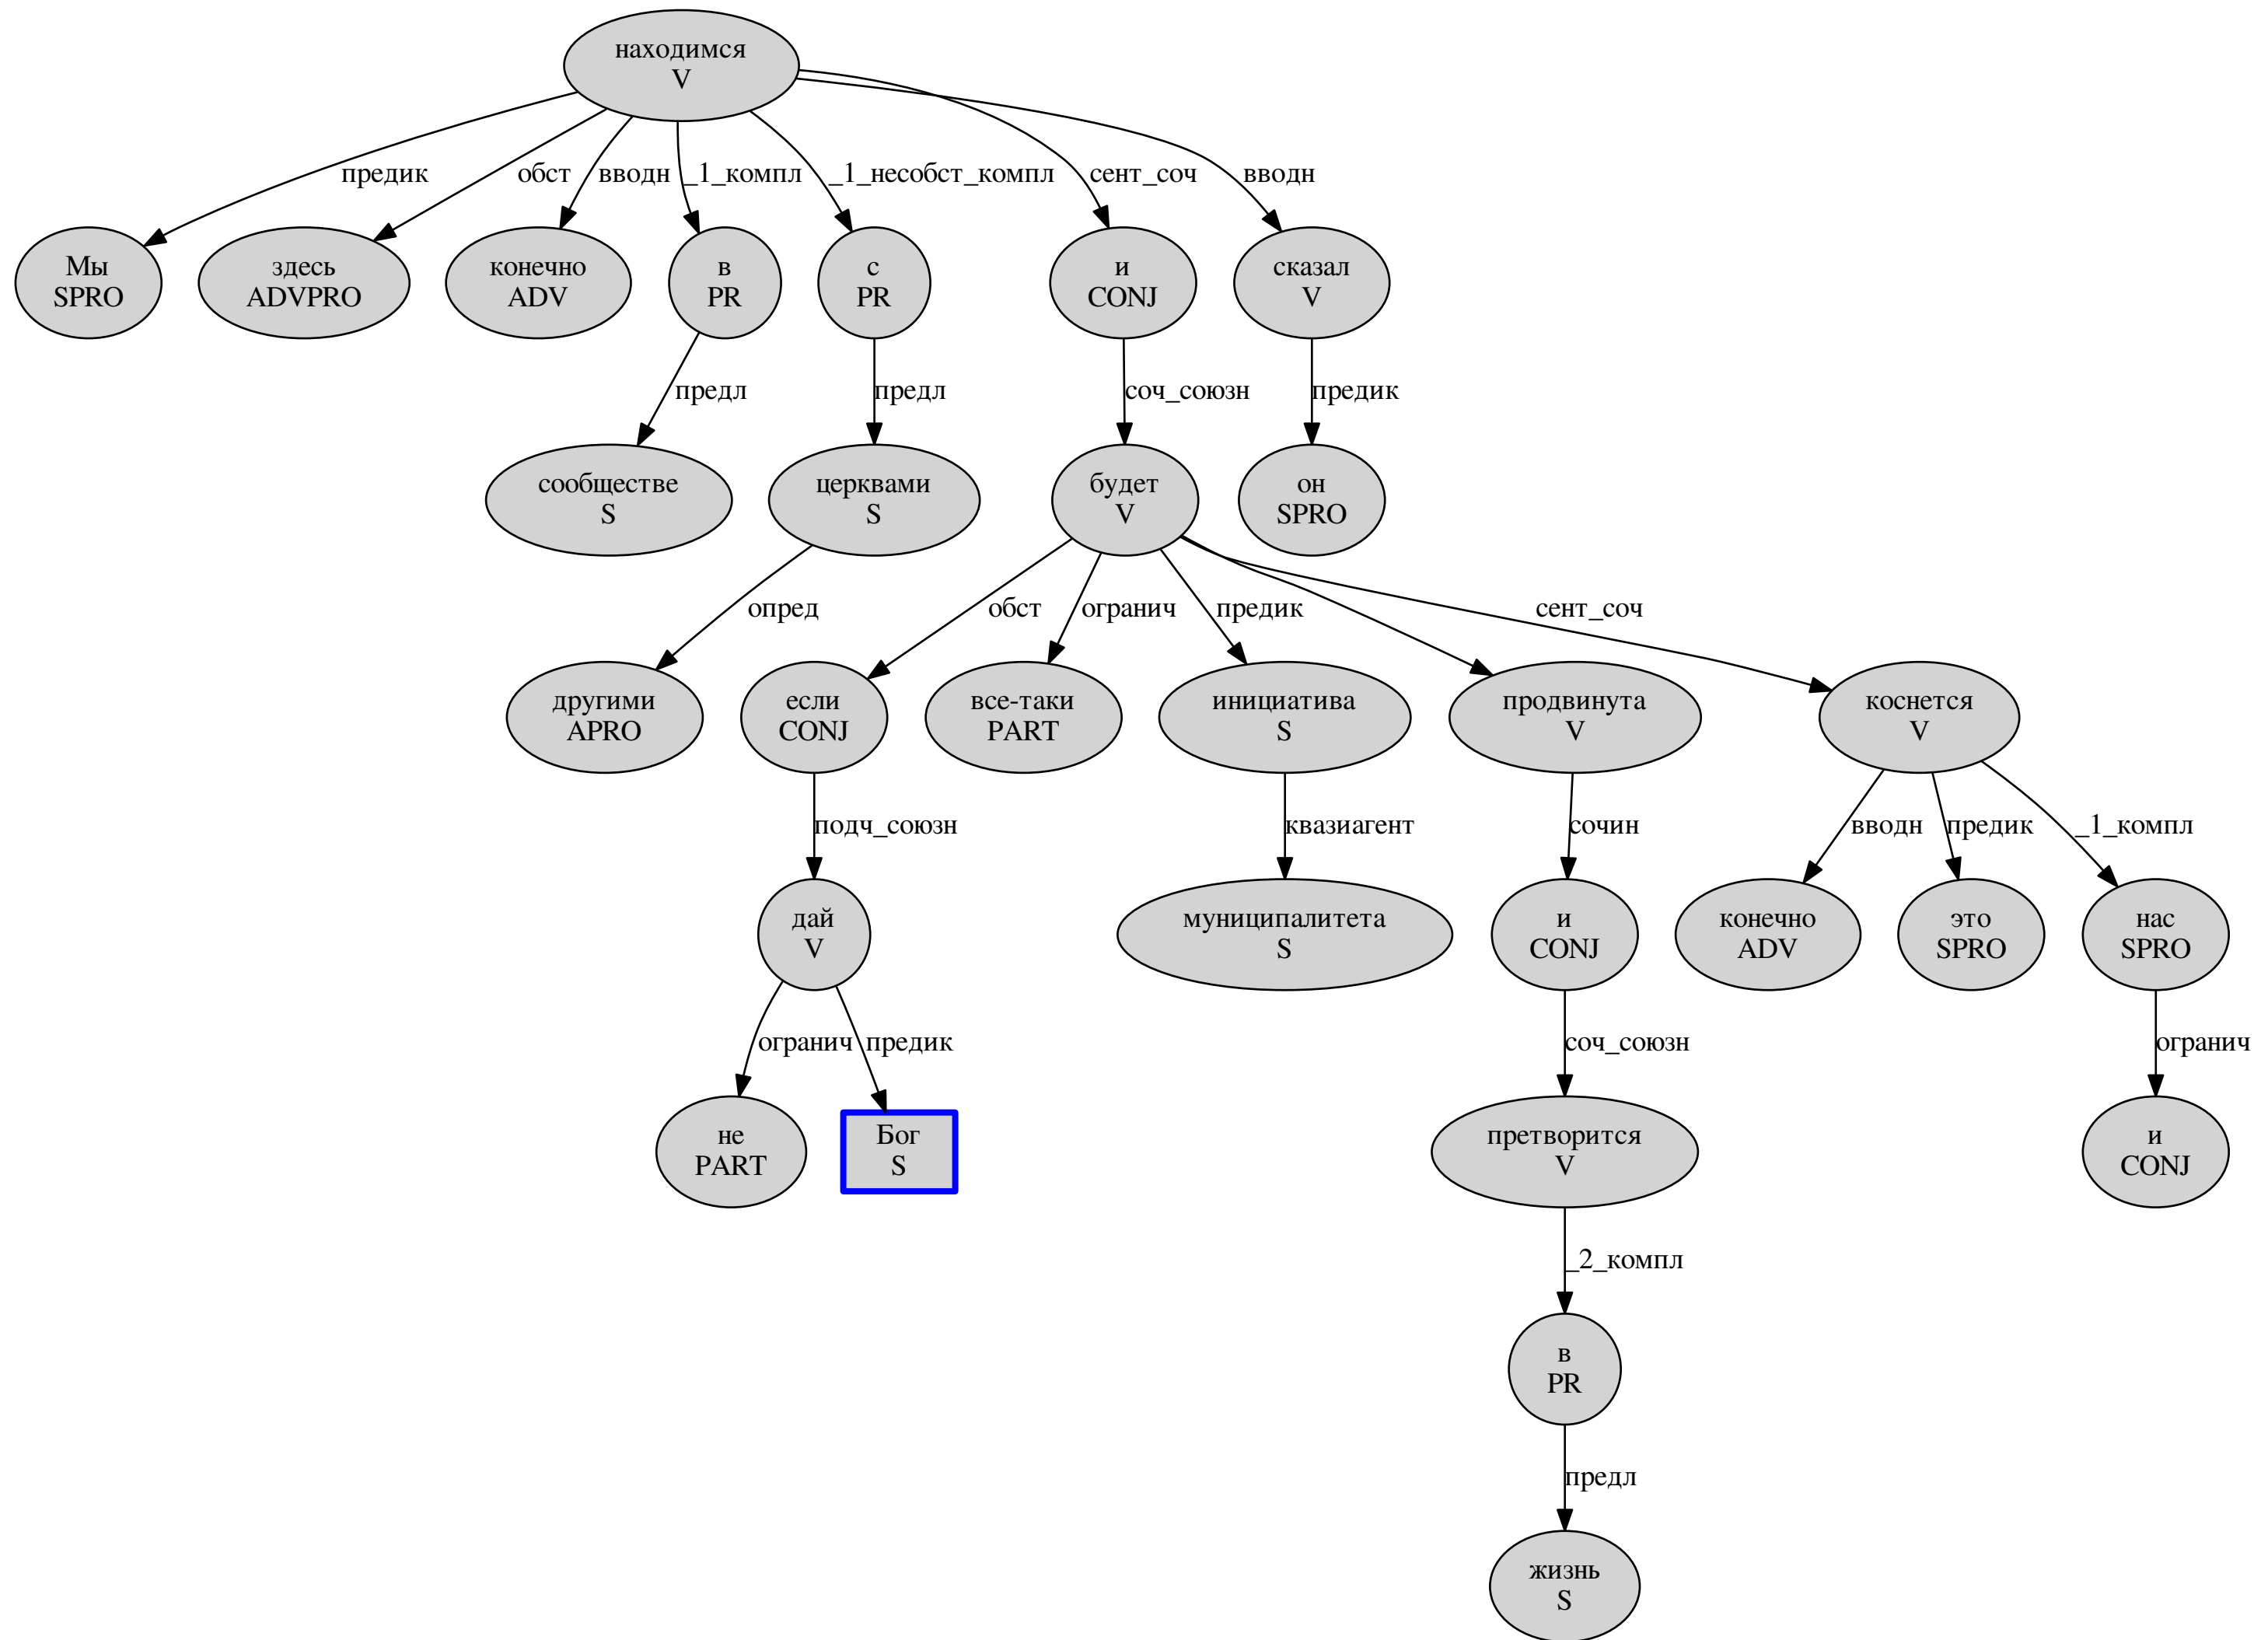 находимся
V
предик
обст
вводн
_1_компл
_1_несобст_компл
сент_соч
вводн
Мы
SPRO
здесь
ADVPRO
конечно
ADV
в
PR
с
PR
и
CONJ
сказал
V
предл
предл
соч_союзн
предик
сообществе
S
церквами
S
будет
V
он
SPRO
опред
обст
огранич
предик
сент_соч
другими
APRO
если
CONJ
все-таки
PART
инициатива
S
продвинута
V
коснется
V
подч_союзн
квазиагент
сочин
вводн
предик
_1_компл
дай
V
муниципалитета
S
и
CONJ
конечно
ADV
это
SPRO
нас
SPRO
огранич
предик
соч_союзн
огранич
не
PART
Бог
S
претворится
V
и
CONJ
_2_компл
в
PR
предл
жизнь
S